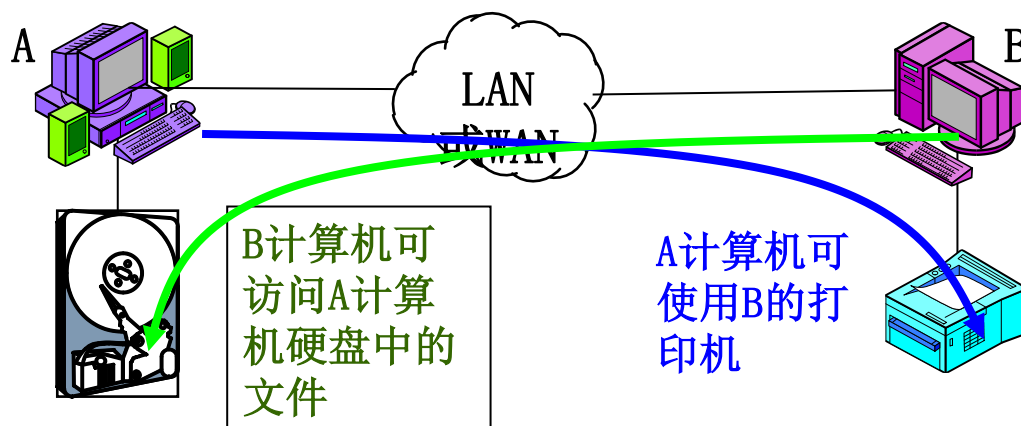 A
B
LAN
或WAN
B计算机可
访问A计算
机硬盘中的
文件
A计算机可
使用B的打
印机